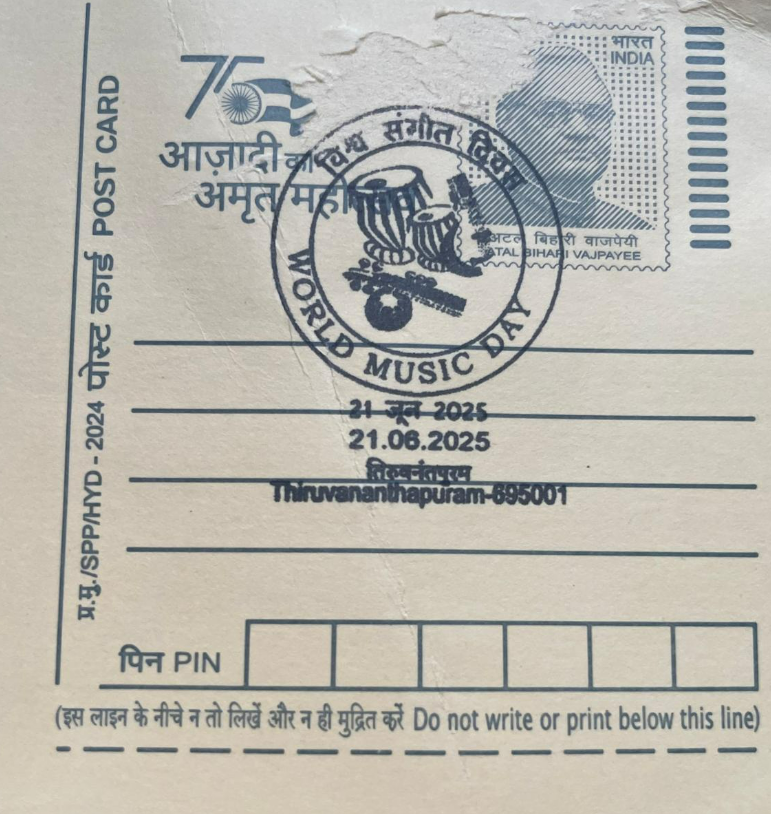 75
आज़ादी का
अमृत महोत्सव
भारत
INDIA
अटल बिहारी वाजपेयी
ATAL BIHARI VAJPAYEE
विश्व संगीत दिवस
WORLD MUSIC DAY
21 जून 2025
21.06.2025
तिरुवनंतपुरम
Thiruvananthapuram-695001
प्र.मु./SPP/HYD - 2024 पोस्ट कार्ड POST CARD
पिन PIN
(इस लाइन के नीचे न तो लिखें और न ही मुद्रित करें Do not write or print below this line)